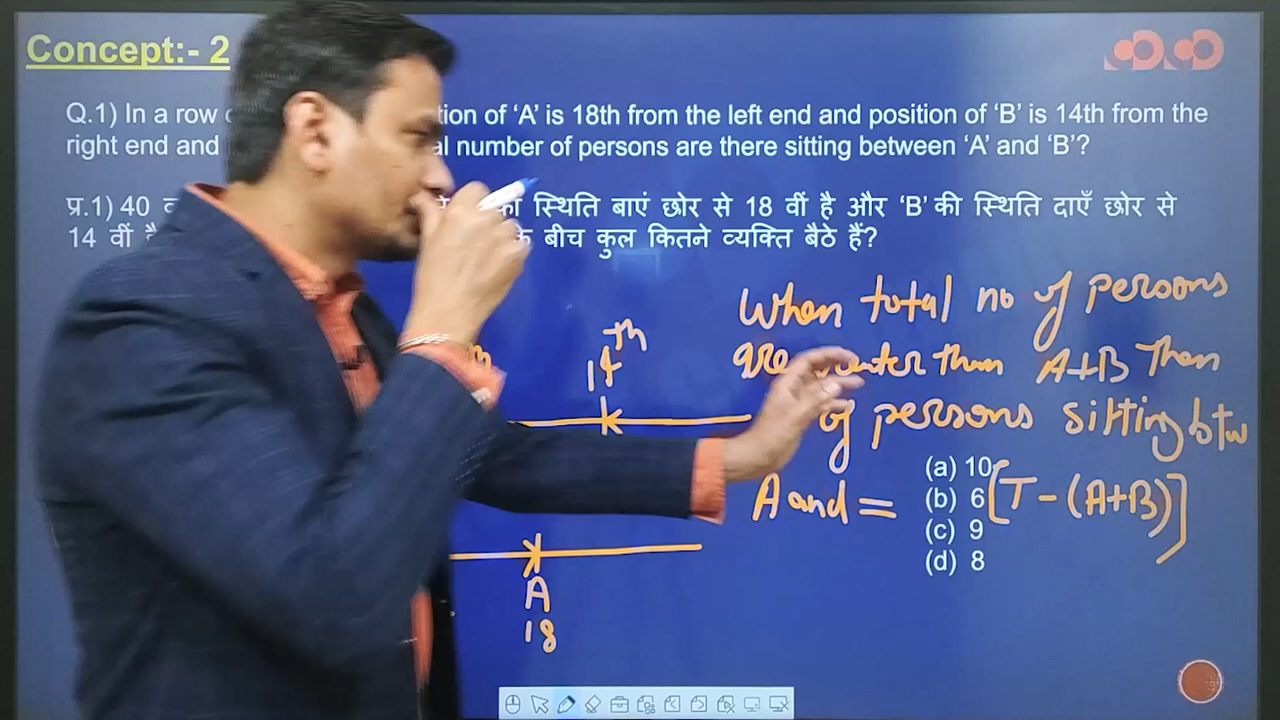 Concept:- 2
Q.1) In a row of 'A' is 18th from the left end and position of 'B' is 14th from the
right end and number of persons are there sitting between 'A' and 'B'?
प्र.1) 40 स्थिति बाएं छोर से 18 वीं है और 'B' की स्थिति दाएँ छोर से
14 वीं बीच कुल कितने व्यक्ति बैठे हैं?
When total no of persons
are than A+B Then
of persons sitting btw
A and = [T-(A+B)]
(a) 10
(b) 6
(c) 9
(d) 8
14th
A
18